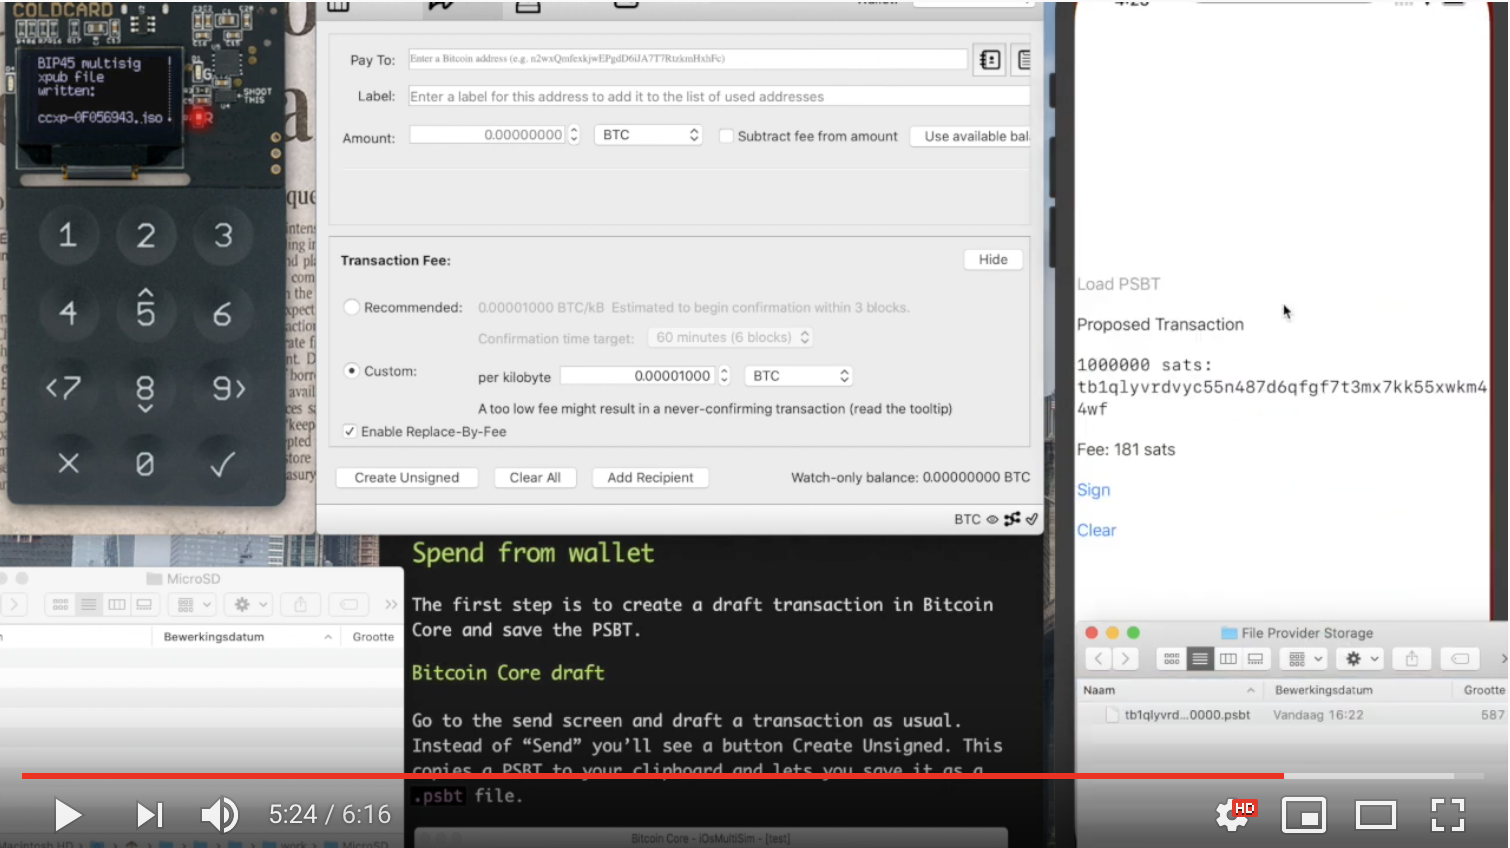 COLDCARD
BIP45 multisig
xpub file
written:
ccxp-0F056943.jso
SHOOT
THIS
1 2 3
4 5 6
<7 8 9>
X 0 ✓
Pay To: Enter a Bitcoin address (e.g. n2wxQmfexkjwEPgdD6iJA7T7RtzkmHxhFc)
Label: Enter a label for this address to add it to the list of used addresses
Amount: 0.00000000 BTC Subtract fee from amount Use available bal
Transaction Fee: Hide
Recommended: 0.00001000 BTC/kB Estimated to begin confirmation within 3 blocks.
Confirmation time target: 60 minutes (6 blocks)
Custom: per kilobyte 0.00001000 BTC
A too low fee might result in a never-confirming transaction (read the tooltip)
Enable Replace-By-Fee
Create Unsigned Clear All Add Recipient Watch-only balance: 0.00000000 BTC
BTC
Load PSBT
Proposed Transaction
1000000 sats:
tb1qlyvrdvyc55n487d6qfgf7t3mx7kk55xwkm4
4wf
Fee: 181 sats
Sign
Clear
MicroSD
Bewerkingsdatum Grootte
Spend from wallet
The first step is to create a draft transaction in Bitcoin
Core and save the PSBT.
Bitcoin Core draft
Go to the send screen and draft a transaction as usual.
Instead of “Send” you’ll see a button Create Unsigned. This
copies a PSBT to your clipboard and lets you save it as a
.psbt file.
Bitcoin Core - iOsMultiSim - [test]
File Provider Storage
Naam Bewerkingsdatum Grootte
tb1qlyvrd...0000.psbt Vandaag 16:22 587
5:24 / 6:16
HD
Macintosh HD work MicroSD